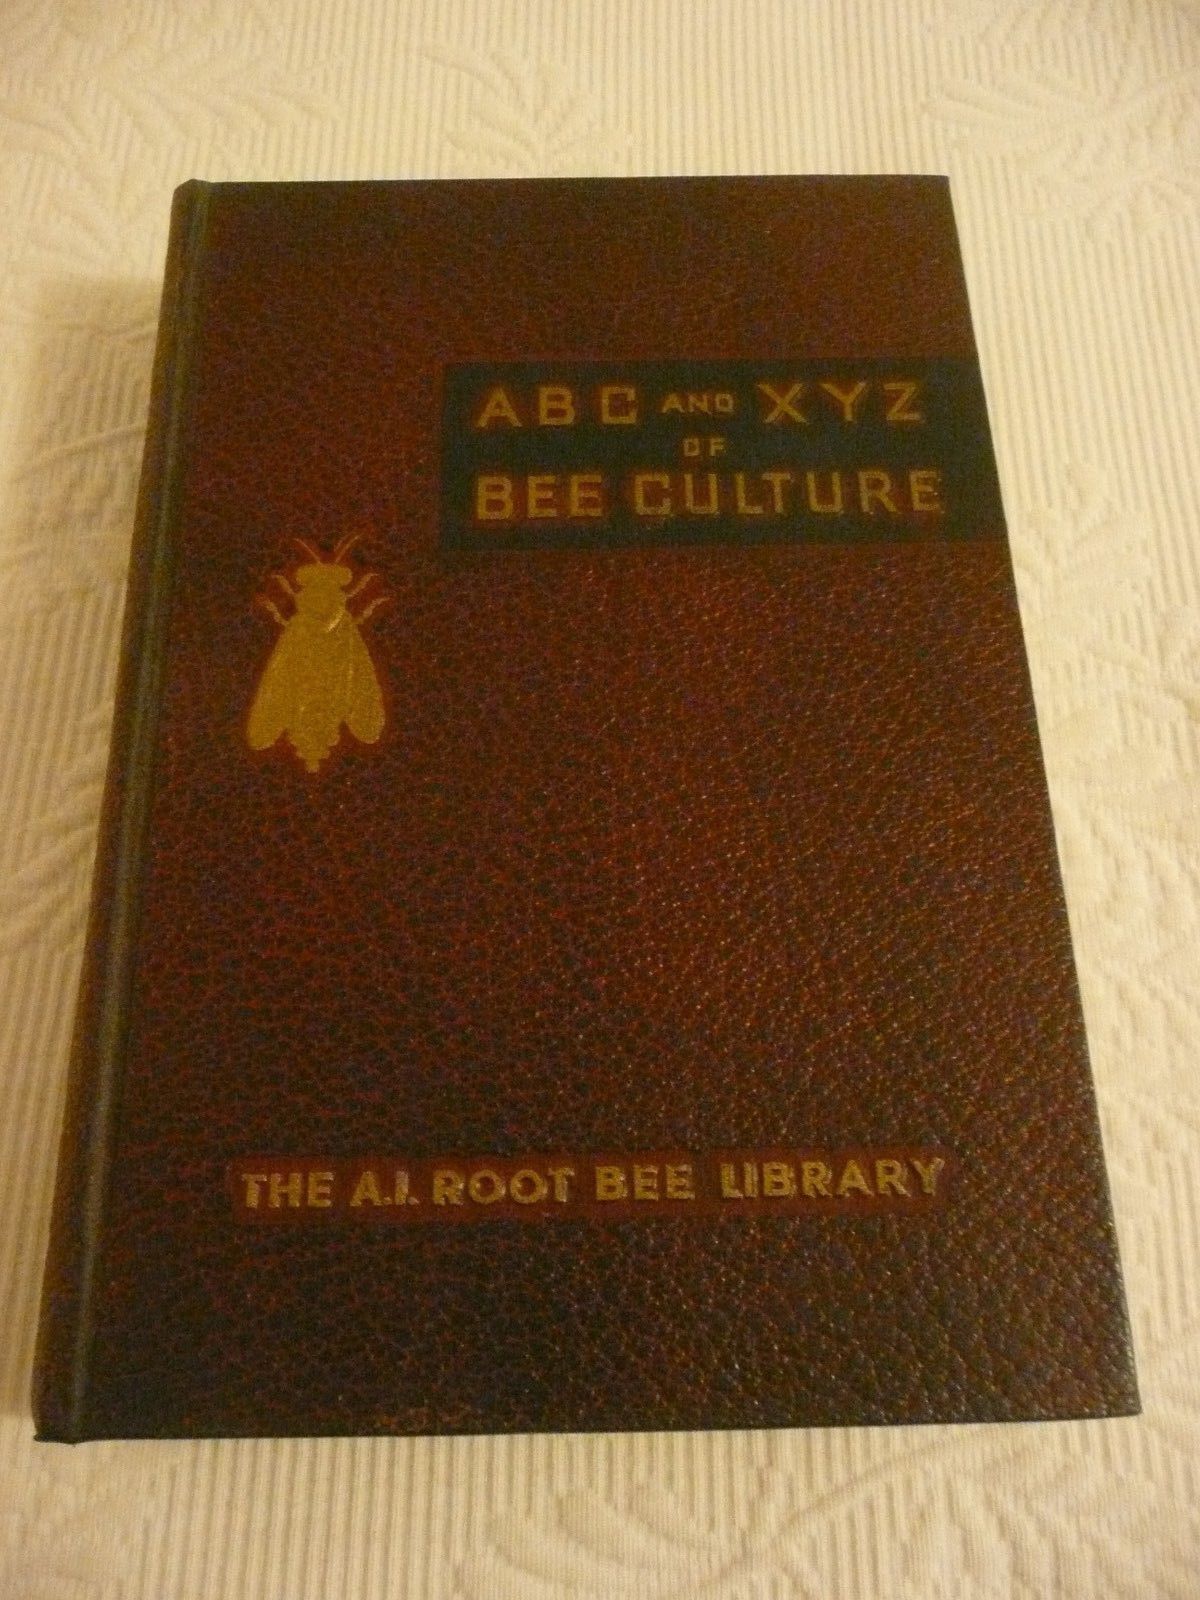 ABC AND XYZ
OF
BEE CULTURE
THE A.I. ROOT BEE LIBRARY